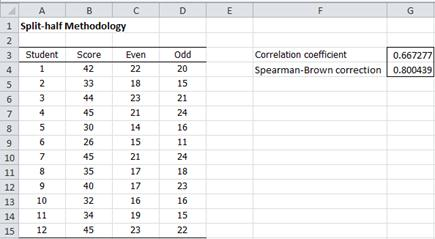 A B C D E F G
1 Split-half Methodology
2
3 Student Score Even Odd Correlation coefficient 0.667277
4 1 42 22 20 Spearman-Brown correction 0.800439
5 2 33 18 15
6 3 44 23 21
7 4 45 21 24
8 5 30 14 16
9 6 26 15 11
10 7 45 21 24
11 8 35 17 18
12 9 40 17 23
13 10 32 16 16
14 11 34 19 15
15 12 45 23 22